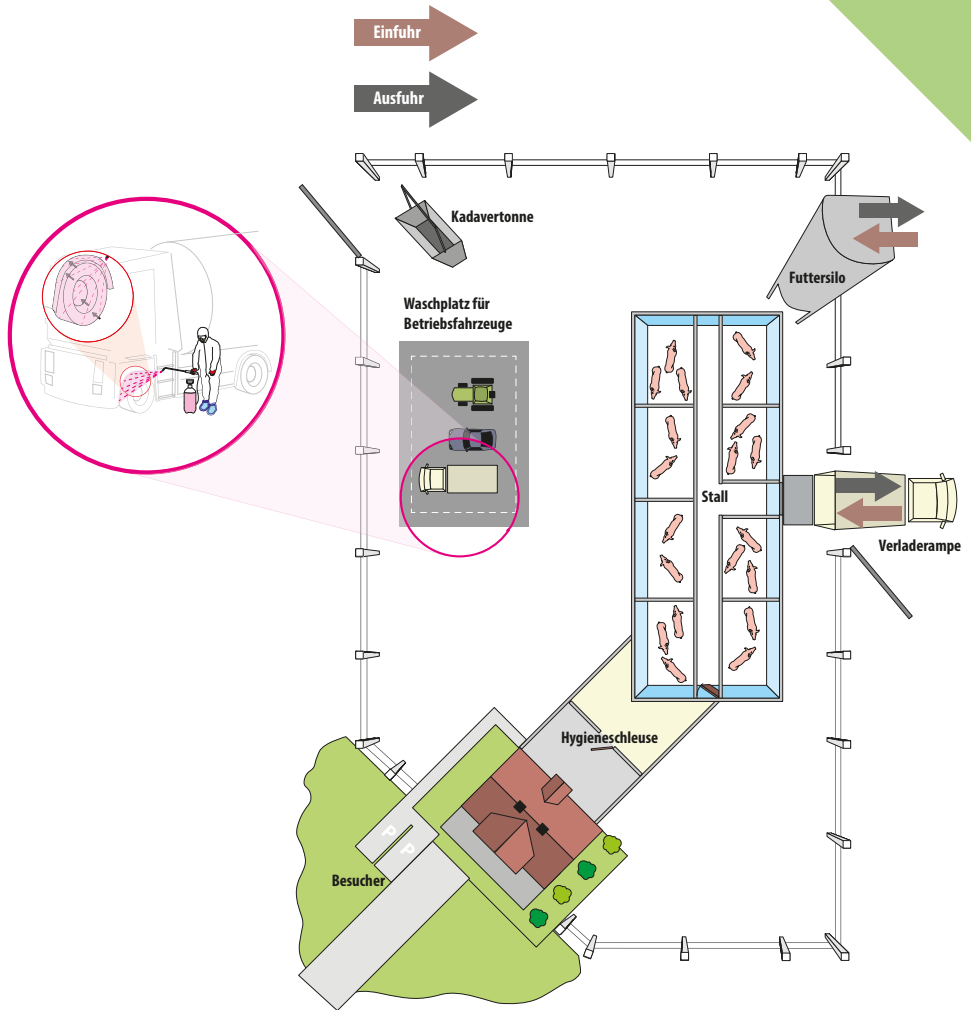 Einfuhr
Ausfuhr
Kadavertonne
Futtersilo
Waschplatz für
Betriebsfahrzeuge
Stall
Verladerampe
Hygieneschleuse
P
P
Besucher